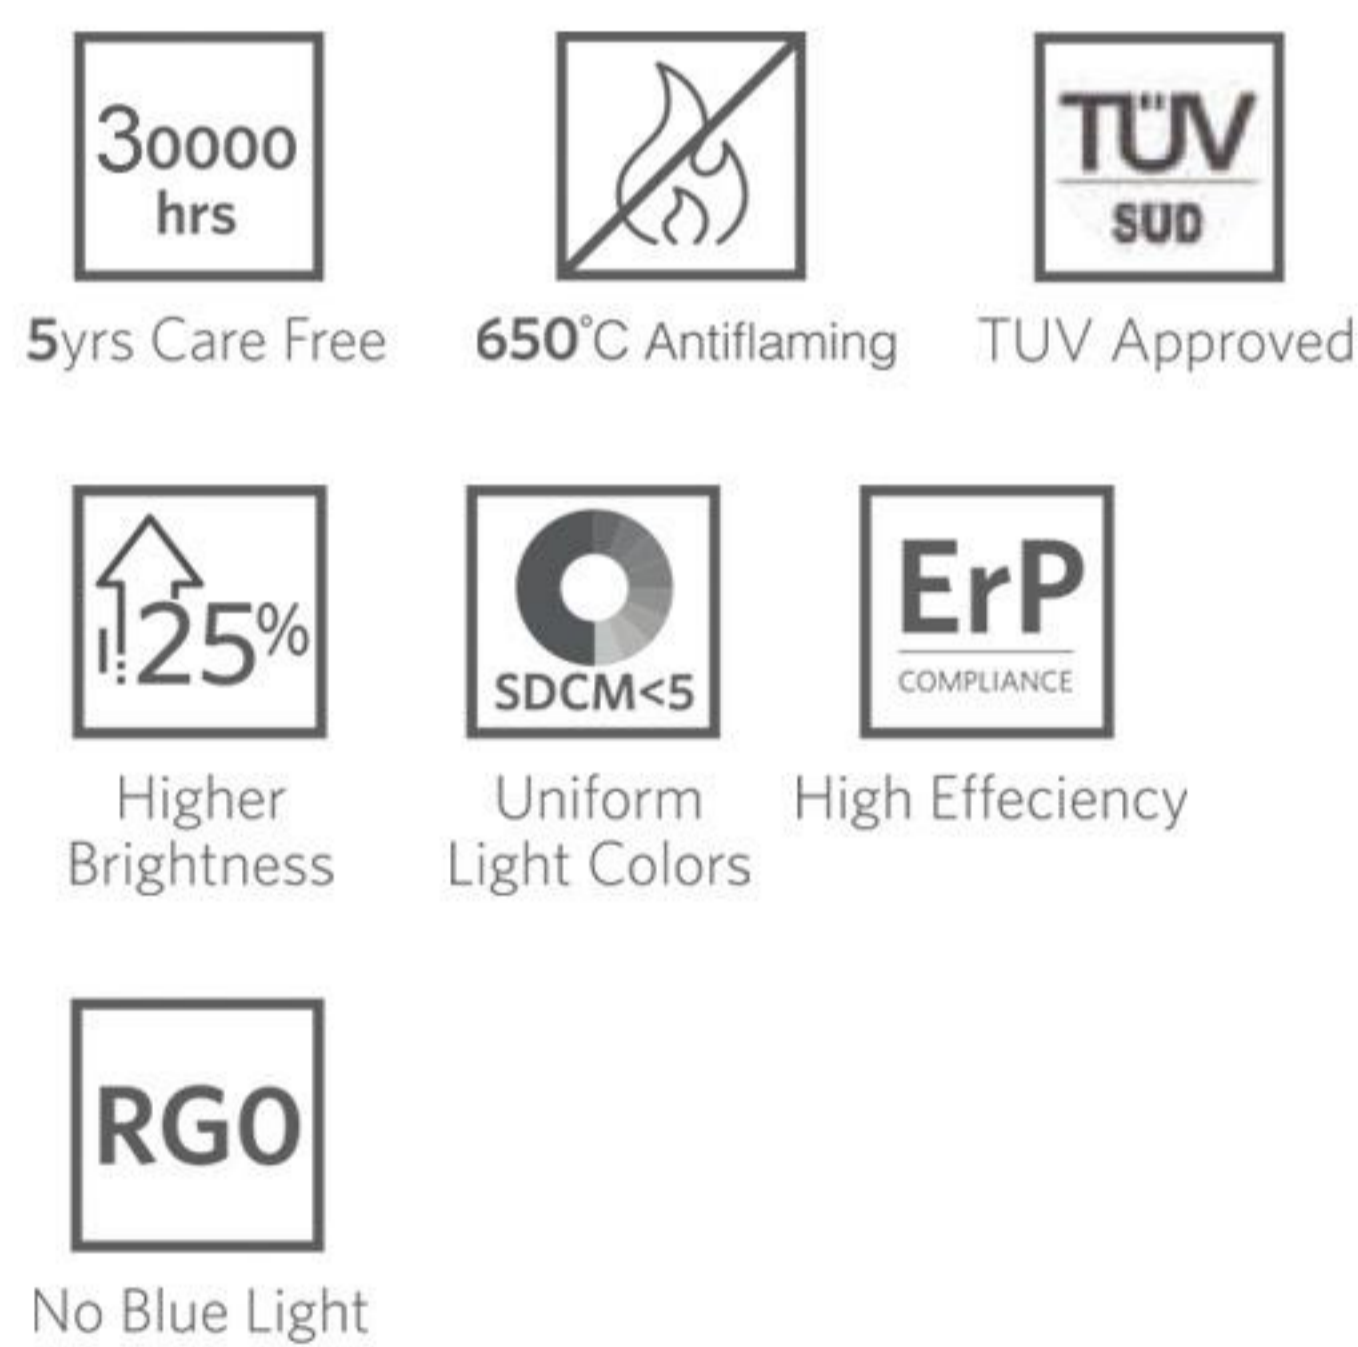 30000
hrs
5yrs Care Free
650°C Antiflaming
TÜV
SÜD
TUV Approved
25%
Higher
Brightness
SDCM<5
Uniform
Light Colors
ErP
COMPLIANCE
High Effeciency
RG0
No Blue Light